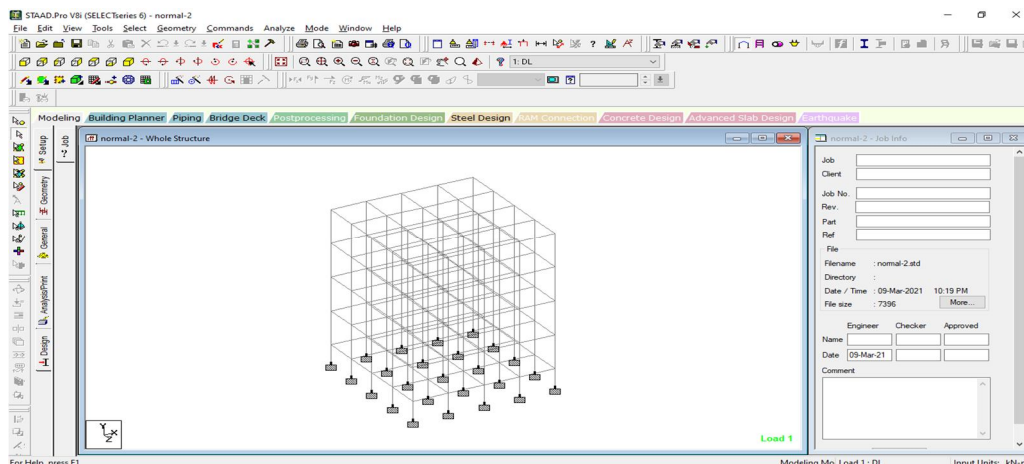 STAAD.Pro V8i (SELECTseries 6) - normal-2
File Edit View Tools Select Geometry Commands Analyze Mode Window Help
1: DL
Modeling Building Planner Piping Bridge Deck Postprocessing Foundation Design Steel Design RAM Connection Concrete Design Advanced Slab Design Earthquake
Setup
Geometry
General
Analysis/Print
Design
Job
normal-2 - Whole Structure
Load 1
normal-2 - Job Info
Job
Client
Job No.
Rev.
Part
Ref
File
Filename : normal-2.std
Directory :
Date / Time : 09-Mar-2021 10:19 PM
File size : 7396 More...
Engineer Checker Approved
Name
Date 09-Mar-21
Comment
Y
X
Z
For Help, press F1
Modeling Mo Load 1 : DL Input Units: